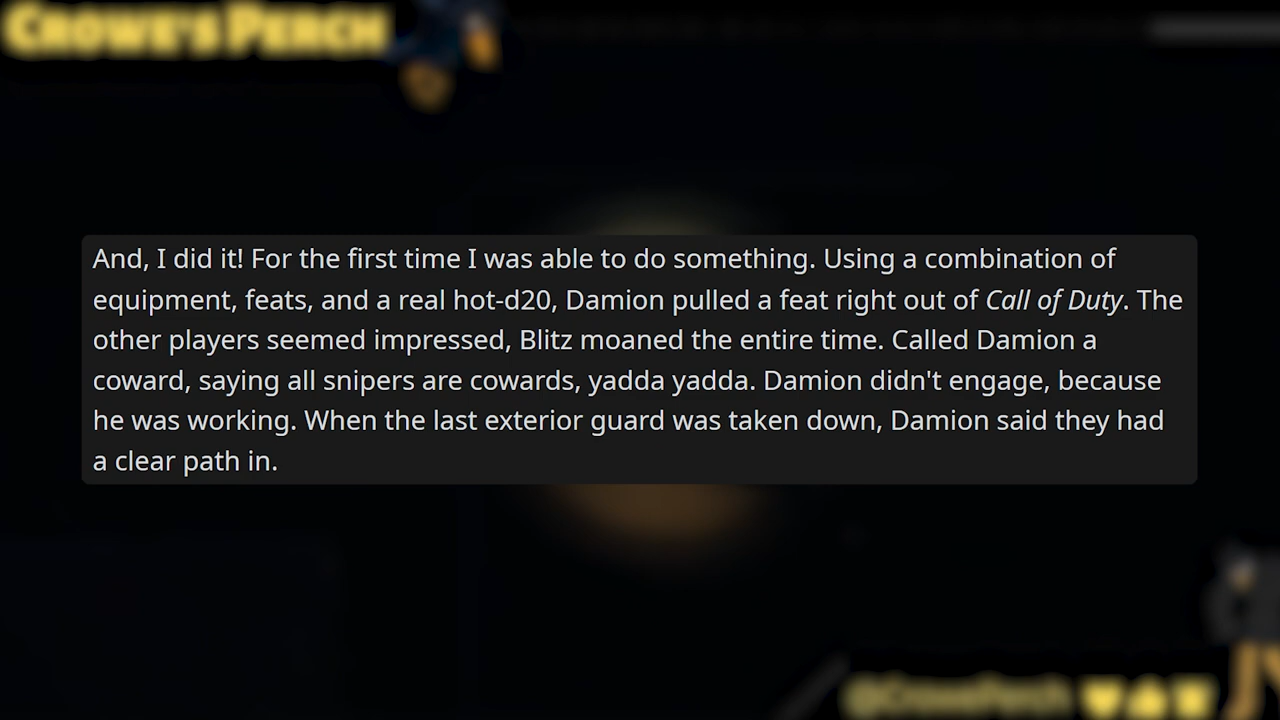 CROWE'S PERCH
And, I did it! For the first time I was able to do something. Using a combination of
equipment, feats, and a real hot-d20, Damion pulled a feat right out of Call of Duty. The
other players seemed impressed, Blitz moaned the entire time. Called Damion a
coward, saying all snipers are cowards, yadda yadda. Damion didn't engage, because
he was working. When the last exterior guard was taken down, Damion said they had
a clear path in.
@CrowsPerch